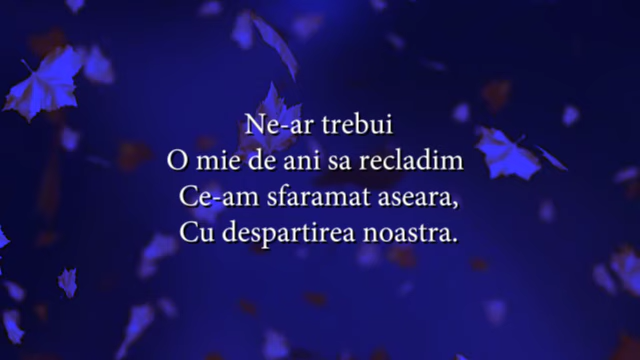 Ne-ar trebui
O mie de ani sa recladim
Ce-am sfaramat aseara,
Cu despartirea noastra.